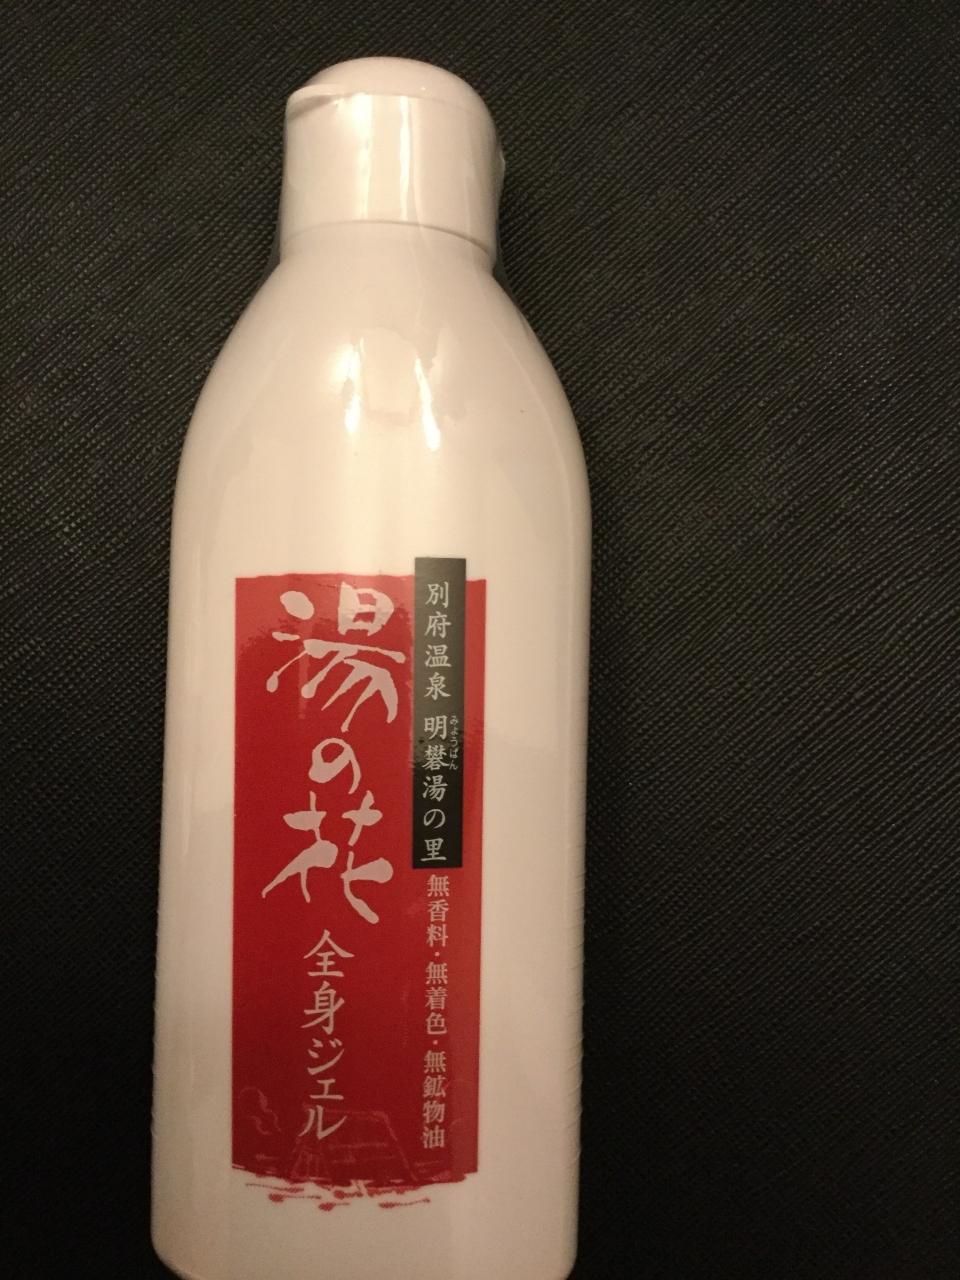 別府温泉 明礬湯の里
みょうばん
無香料・無着色・無鉱物油
湯の花
全身ジェル